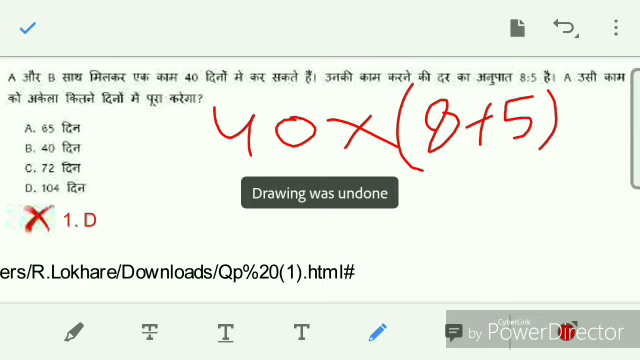 A और B साथ मिलकर एक काम 40 दिनों मे कर सकते हैं। उनकी काम करने की दर का अनुपात 8:5 है। A उसी काम
को अकेला कितने दिनों में पूरा करेगा?
40×(8+5)
A. 65 दिन
B. 40 दिन
C. 72 दिन
D. 104 दिन
Drawing was undone
X 1. D
ers/R.Lokhare/Downloads/Qp%20(1).html#
CyberLink
by PowerDirector